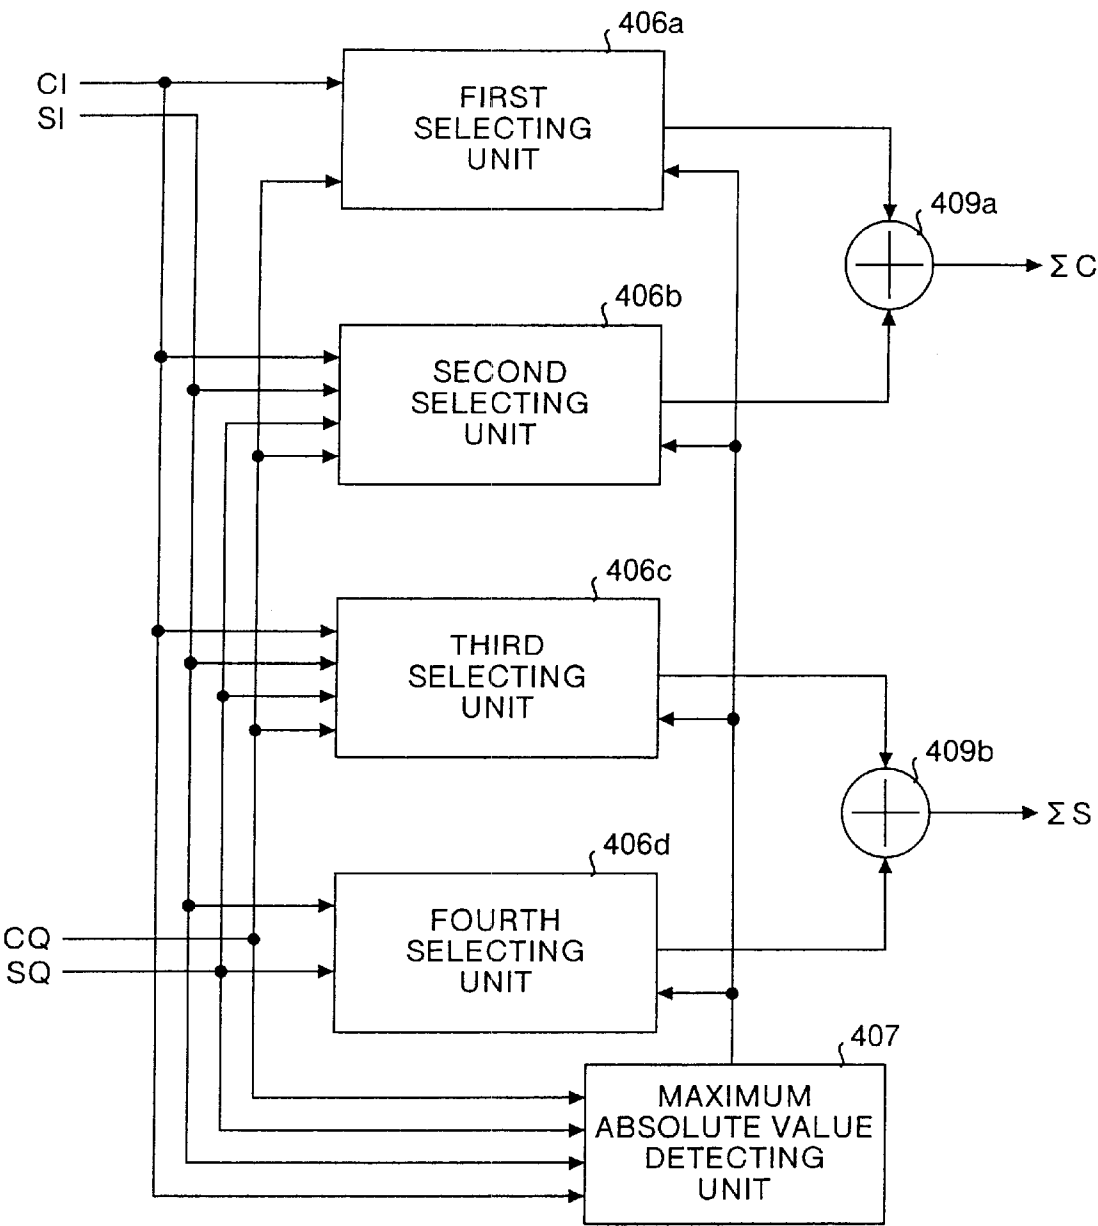 406a
CI
SI
FIRST
SELECTING
UNIT
409a
ΣC
406b
SECOND
SELECTING
UNIT
406c
THIRD
SELECTING
UNIT
409b
ΣS
406d
FOURTH
SELECTING
UNIT
CQ
SQ
407
MAXIMUM
ABSOLUTE VALUE
DETECTING
UNIT